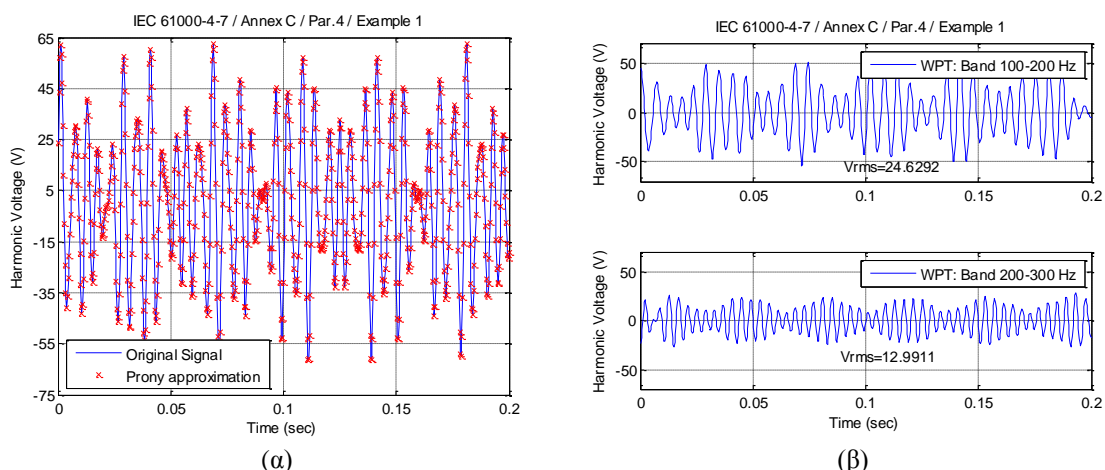 IEC 61000-4-7 / Annex C / Par.4 / Example 1
Harmonic Voltage (V)
65
45
25
5
-15
-35
-55
-75
Original Signal
Prony approximation
0 0.05 0.1 0.15 0.2
Time (sec)
(α)
IEC 61000-4-7 / Annex C / Par.4 / Example 1
Harmonic Voltage (V)
50
0
-50
WPT: Band 100-200 Hz
Vrms=24.6292
0 0.05 0.1 0.15 0.2
Time (sec)
Harmonic Voltage (V)
50
0
-50
WPT: Band 200-300 Hz
Vrms=12.9911
0 0.05 0.1 0.15 0.2
Time (sec)
(β)